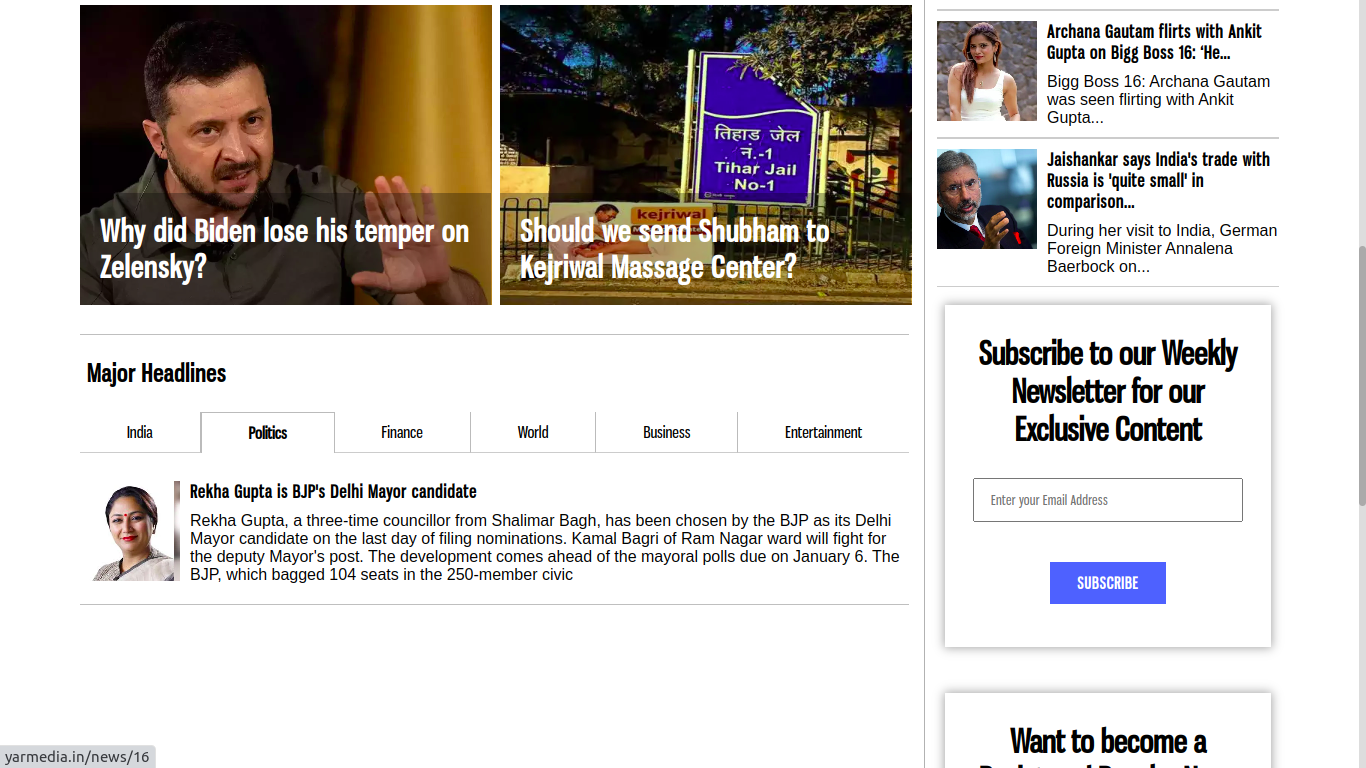 तिहाड़ जेल
नं.-1
Tihar Jail
No-1
kejriwal
Why did Biden lose his temper on
Zelensky?
Should we send Shubham to
Kejriwal Massage Center?
Major Headlines
India
Politics
Finance
World
Business
Entertainment
Rekha Gupta is BJP's Delhi Mayor candidate
Rekha Gupta, a three-time councillor from Shalimar Bagh, has been chosen by the BJP as its Delhi
Mayor candidate on the last day of filing nominations. Kamal Bagri of Ram Nagar ward will fight for
the deputy Mayor's post. The development comes ahead of the mayoral polls due on January 6. The
BJP, which bagged 104 seats in the 250-member civic
Archana Gautam flirts with Ankit
Gupta on Bigg Boss 16: ‘He...
Bigg Boss 16: Archana Gautam
was seen flirting with Ankit
Gupta...
Jaishankar says India's trade with
Russia is 'quite small' in
comparison...
During her visit to India, German
Foreign Minister Annalena
Baerbock on...
Subscribe to our Weekly
Newsletter for our
Exclusive Content
Enter your Email Address
SUBSCRIBE
Want to become a
yarmedia.in/news/16